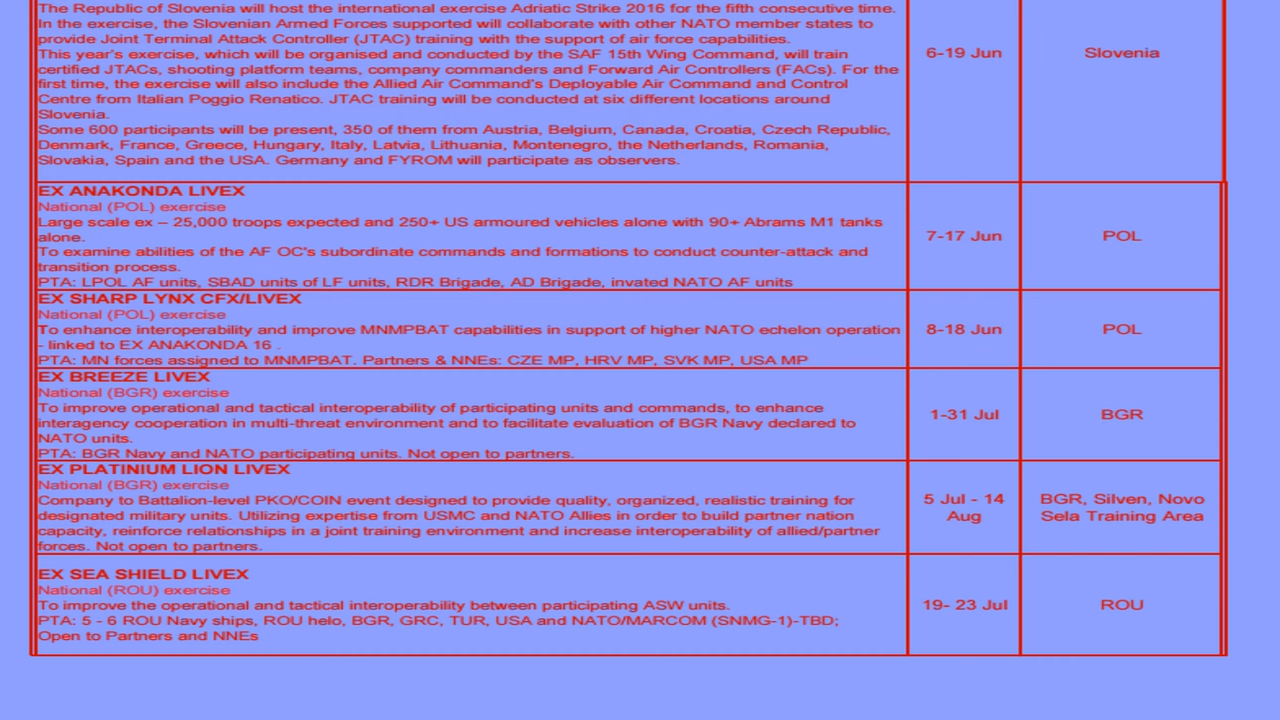 The Republic of Slovenia will host the international exercise Adriatic Strike 2016 for the fifth consecutive time.
In the exercise, the Slovenian Armed Forces supported will collaborate with other NATO member states to
provide Joint Terminal Attack Controller (JTAC) training with the support of air force capabilities.
This year's exercise, which will be organised and conducted by the SAF 15th Wing Command, will train
certified JTACs, shooting platform teams, company commanders and Forward Air Controllers (FACs). For the
first time, the exercise will also include the Allied Air Command's Deployable Air Command and Control
Centre from Italian Poggio Renatico. JTAC training will be conducted at six different locations around
Slovenia.
Some 600 participants will be present, 350 of them from Austria, Belgium, Canada, Croatia, Czech Republic,
Denmark, France, Greece, Hungary, Italy, Latvia, Lithuania, Montenegro, the Netherlands, Romania,
Slovakia, Spain and the USA. Germany and FYROM will participate as observers.
6-19 Jun
Slovenia
EX ANAKONDA LIVEX
National (POL) exercise
Large scale ex – 25,000 troops expected and 250+ US armoured vehicles alone with 90+ Abrams M1 tanks
alone.
To examine abilities of the AF OC's subordinate commands and formations to conduct counter-attack and
transition process.
PTA: LPOL AF units, SBAD units of LF units, RDR Brigade, AD Brigade, invated NATO AF units
7-17 Jun
POL
EX SHARP LYNX CFX/LIVEX
National (POL) exercise
To enhance interoperability and improve MNMPBAT capabilities in support of higher NATO echelon operation
- linked to EX ANAKONDA 16 .
PTA: MN forces assigned to MNMPBAT. Partners & NNEs: CZE MP, HRV MP, SVK MP, USA MP
8-18 Jun
POL
EX BREEZE LIVEX
National (BGR) exercise
To improve operational and tactical interoperability of participating units and commands, to enhance
interagency cooperation in multi-threat environment and to facilitate evaluation of BGR Navy declared to
NATO units.
PTA: BGR Navy and NATO participating units. Not open to partners.
1-31 Jul
BGR
EX PLATINIUM LION LIVEX
National (BGR) exercise
Company to Battalion-level PKO/COIN event designed to provide quality, organized, realistic training for
designated military units. Utilizing expertise from USMC and NATO Allies in order to build partner nation
capacity, reinforce relationships in a joint training environment and increase interoperability of allied/partner
forces. Not open to partners.
5 Jul - 14
Aug
BGR, Silven, Novo
Sela Training Area
EX SEA SHIELD LIVEX
National (ROU) exercise
To improve the operational and tactical interoperability between participating ASW units.
PTA: 5 - 6 ROU Navy ships, ROU helo, BGR, GRC, TUR, USA and NATO/MARCOM (SNMG-1)-TBD;
Open to Partners and NNEs
19- 23 Jul
ROU